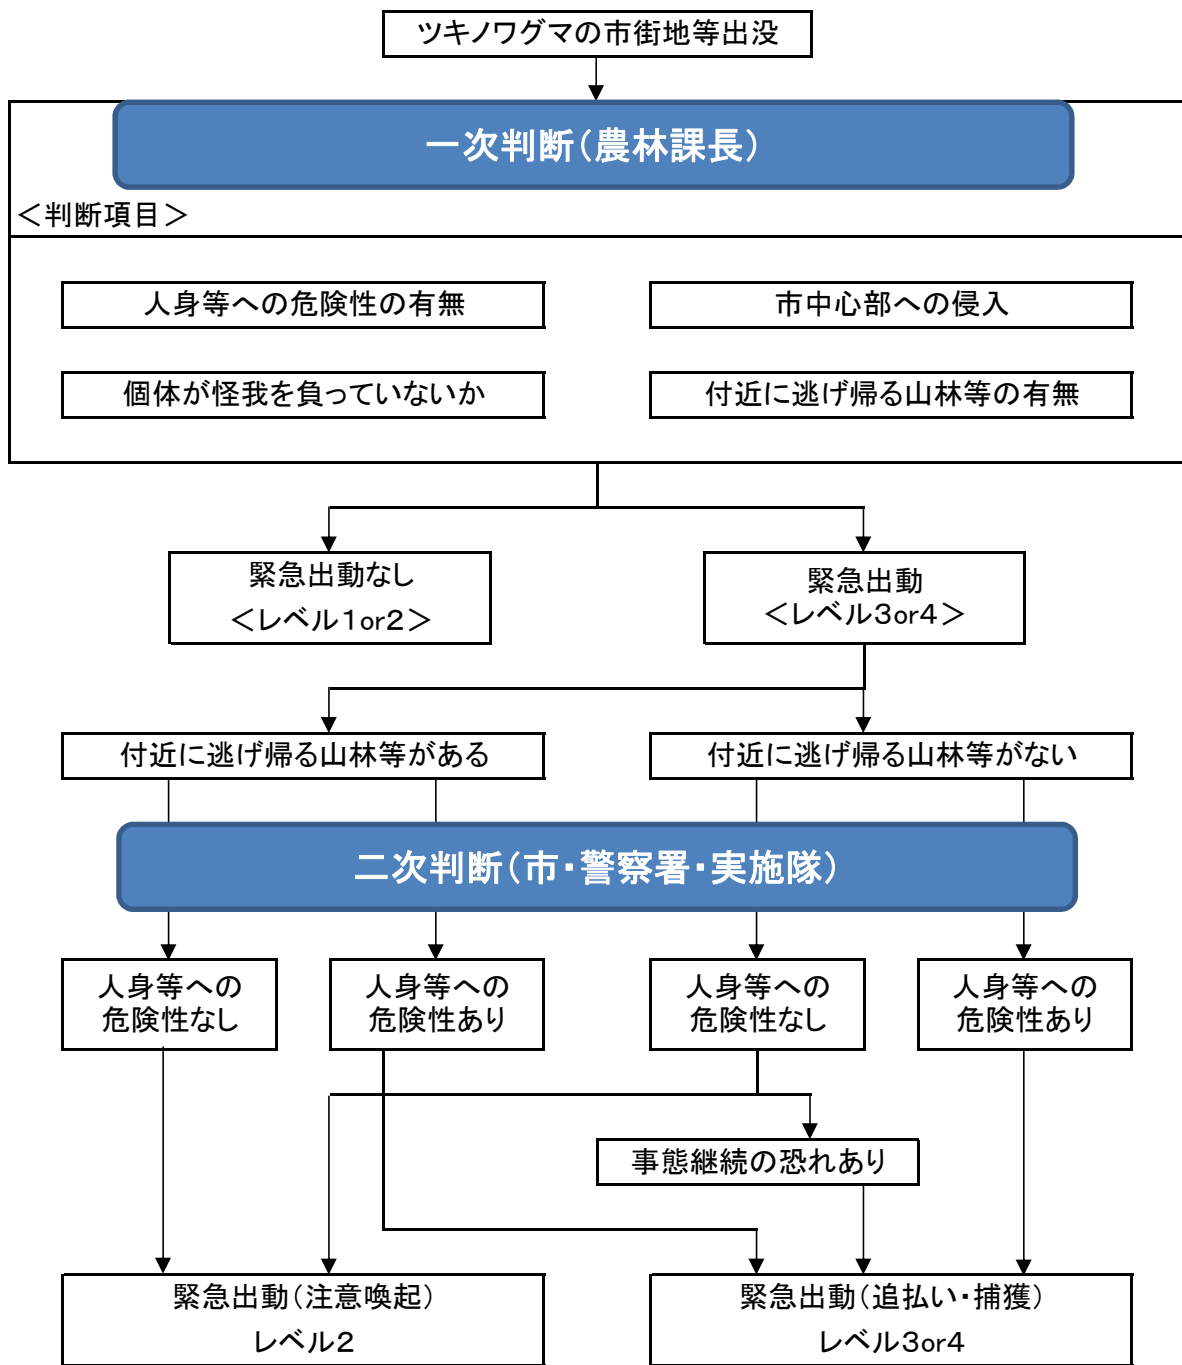 ツキノワグマの市街地等出没
一次判断（農林課長）
＜判断項目＞
人身等への危険性の有無
市中心部への侵入
個体が怪我を負っていないか
付近に逃げ帰る山林等の有無
緊急出動なし
＜レベル１or２＞
緊急出動
＜レベル３or４＞
付近に逃げ帰る山林等がある
付近に逃げ帰る山林等がない
二次判断（市・警察署・実施隊）
人身等への
危険性なし
人身等への
危険性あり
人身等への
危険性なし
人身等への
危険性あり
事態継続の恐れあり
緊急出動（注意喚起）
レベル２
緊急出動（追払い・捕獲）
レベル３or４